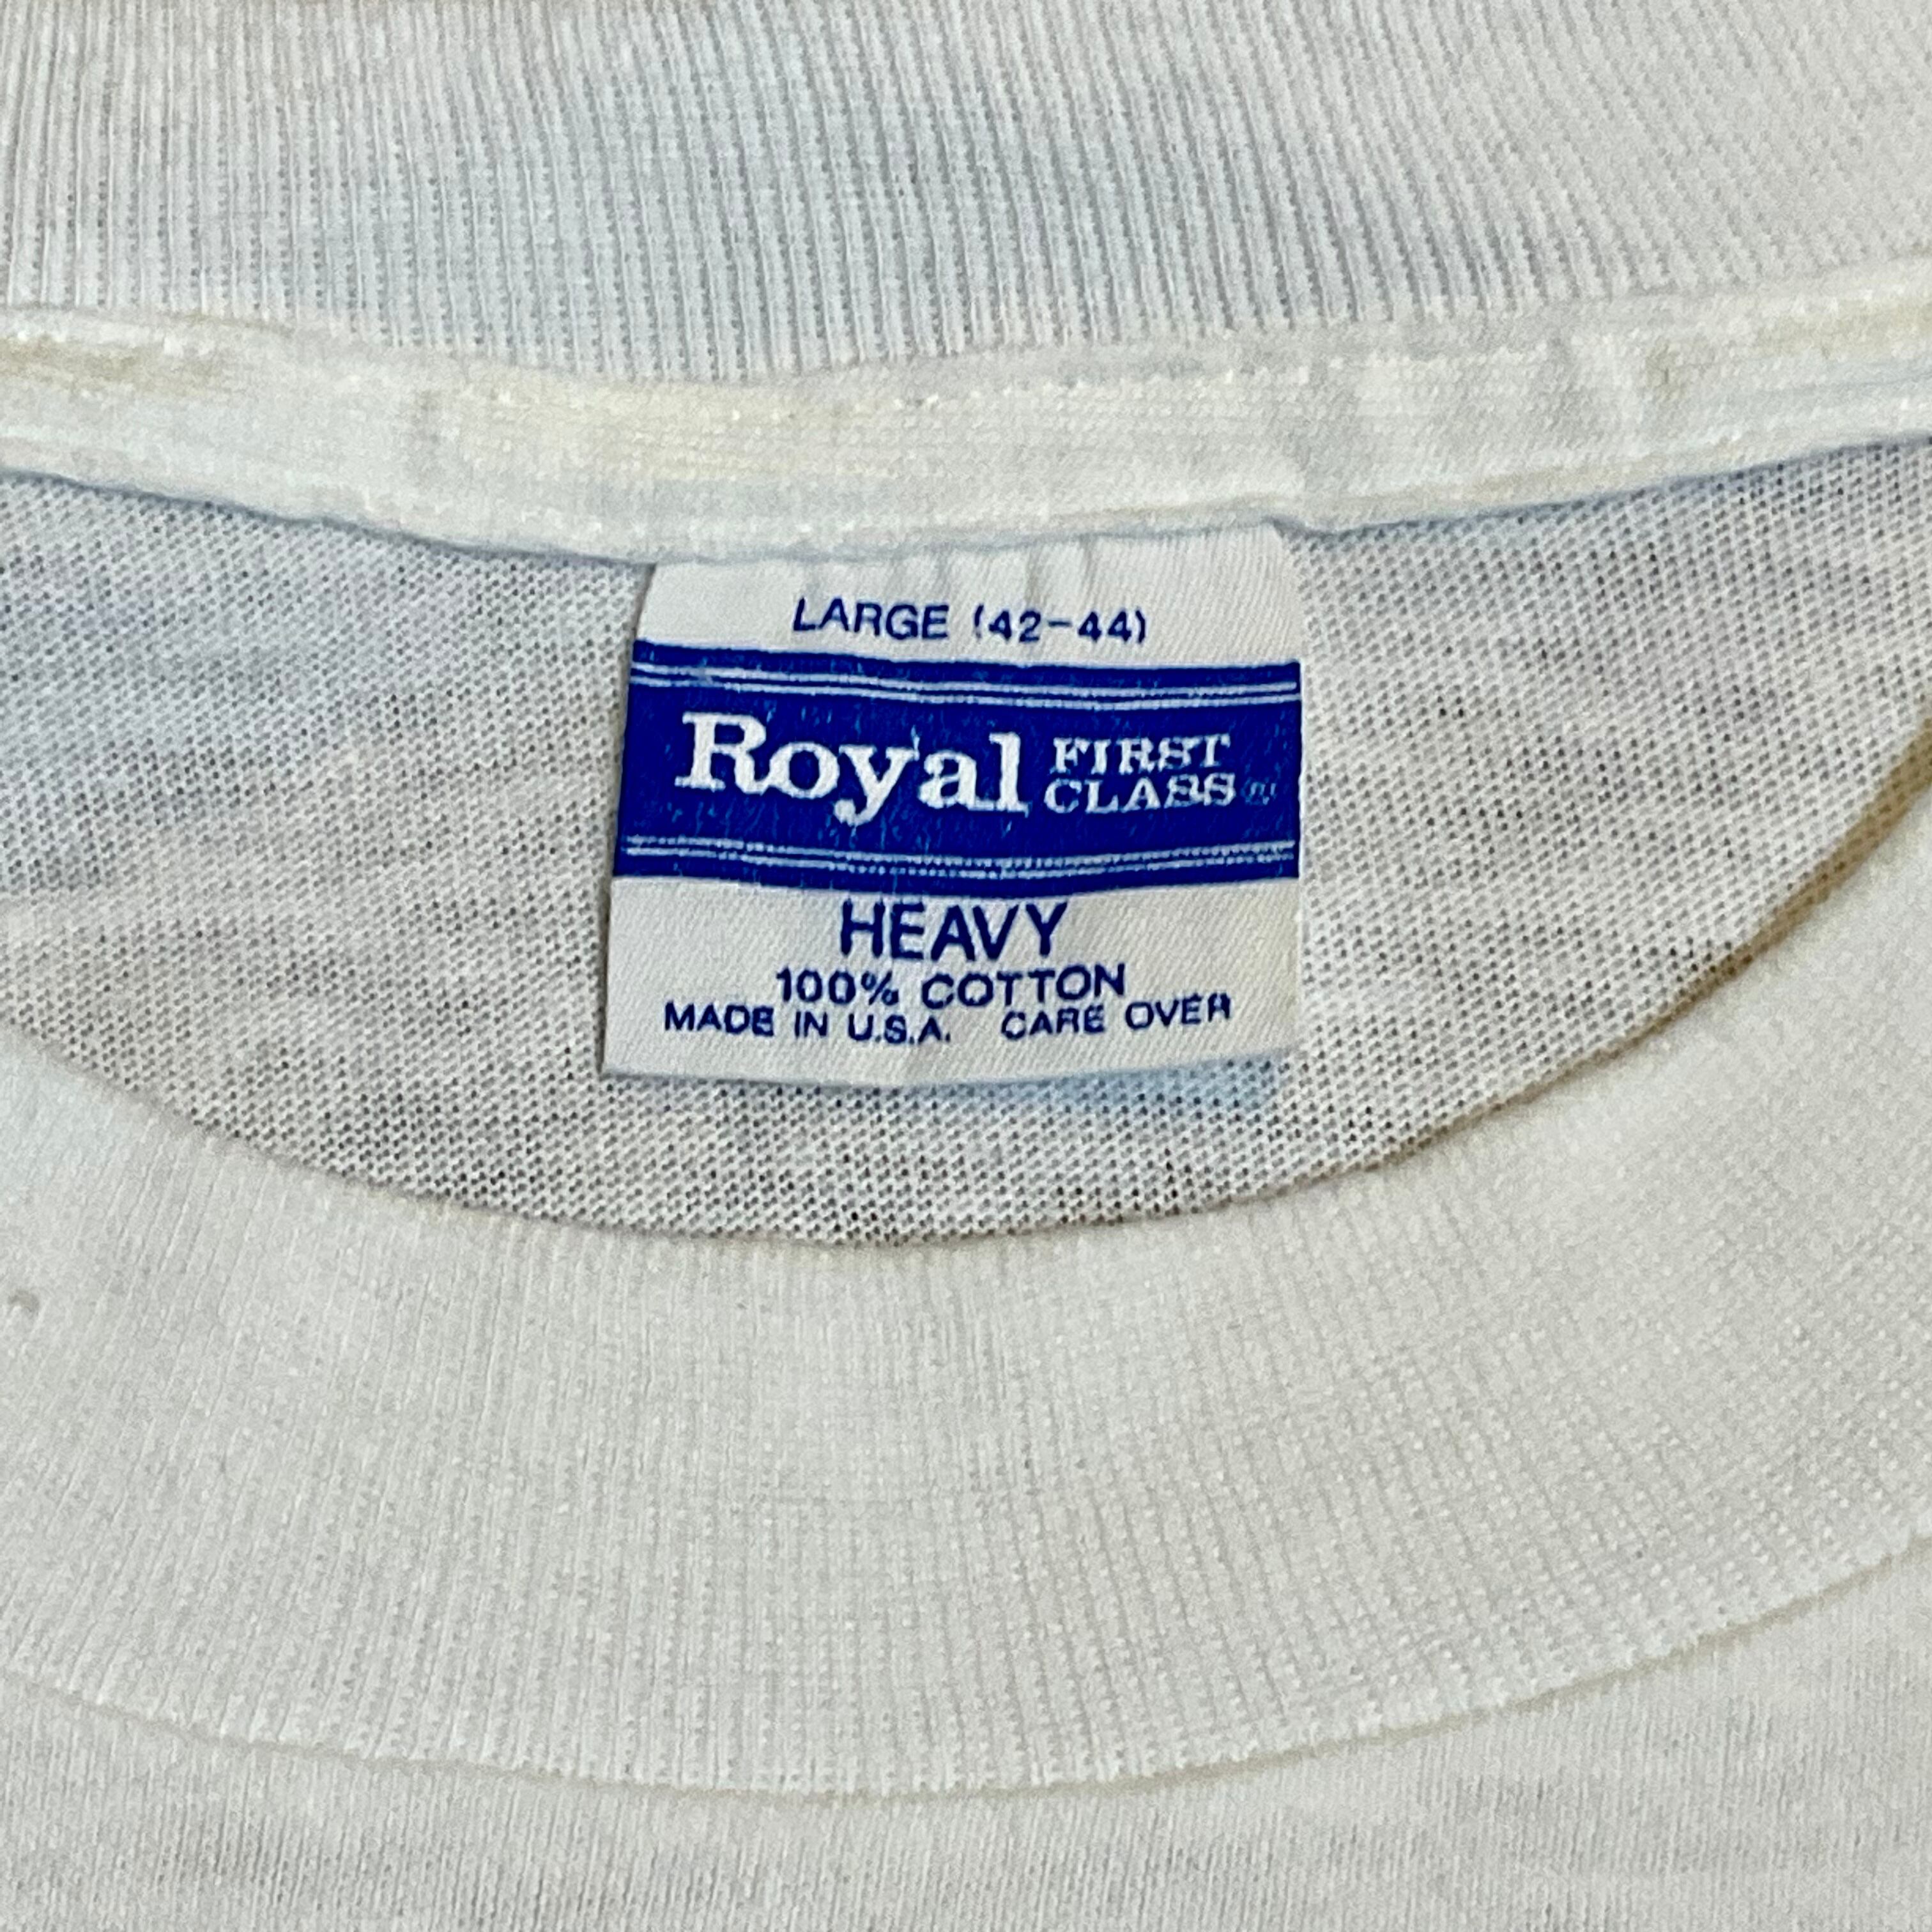 LARGE (42-44)
Royal FIRST CLASS ®
HEAVY
100% COTTON
MADE IN U.S.A. CARE OVER